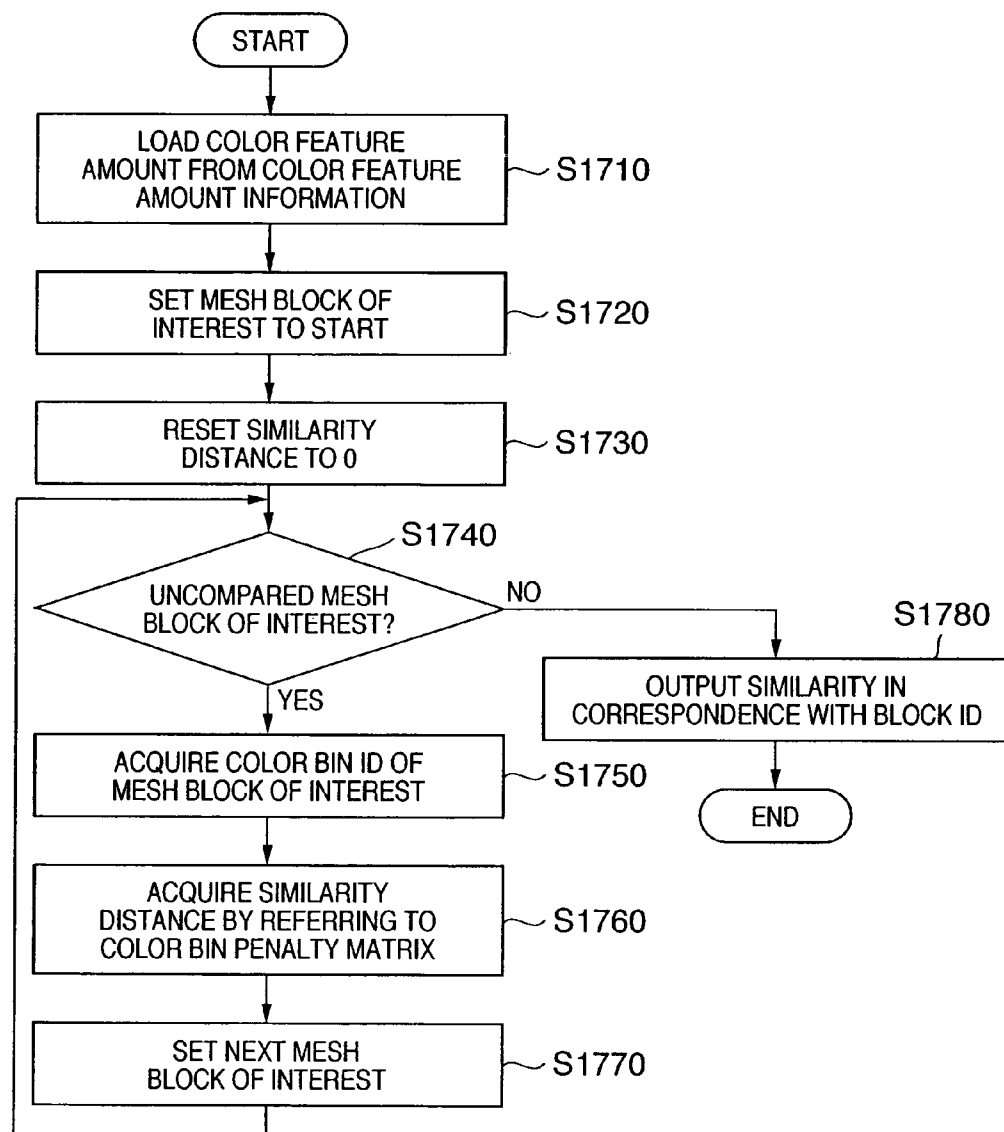 START
LOAD COLOR FEATURE
AMOUNT FROM COLOR FEATURE
AMOUNT INFORMATION
S1710
SET MESH BLOCK OF
INTEREST TO START
S1720
RESET SIMILARITY
DISTANCE TO 0
S1730
S1740
UNCOMPARED MESH
BLOCK OF INTEREST?
NO
YES
S1780
OUTPUT SIMILARITY IN
CORRESPONDENCE WITH BLOCK ID
END
ACQUIRE COLOR BIN ID OF
MESH BLOCK OF INTEREST
S1750
ACQUIRE SIMILARITY
DISTANCE BY REFERRING TO
COLOR BIN PENALTY MATRIX
S1760
SET NEXT MESH
BLOCK OF INTEREST
S1770